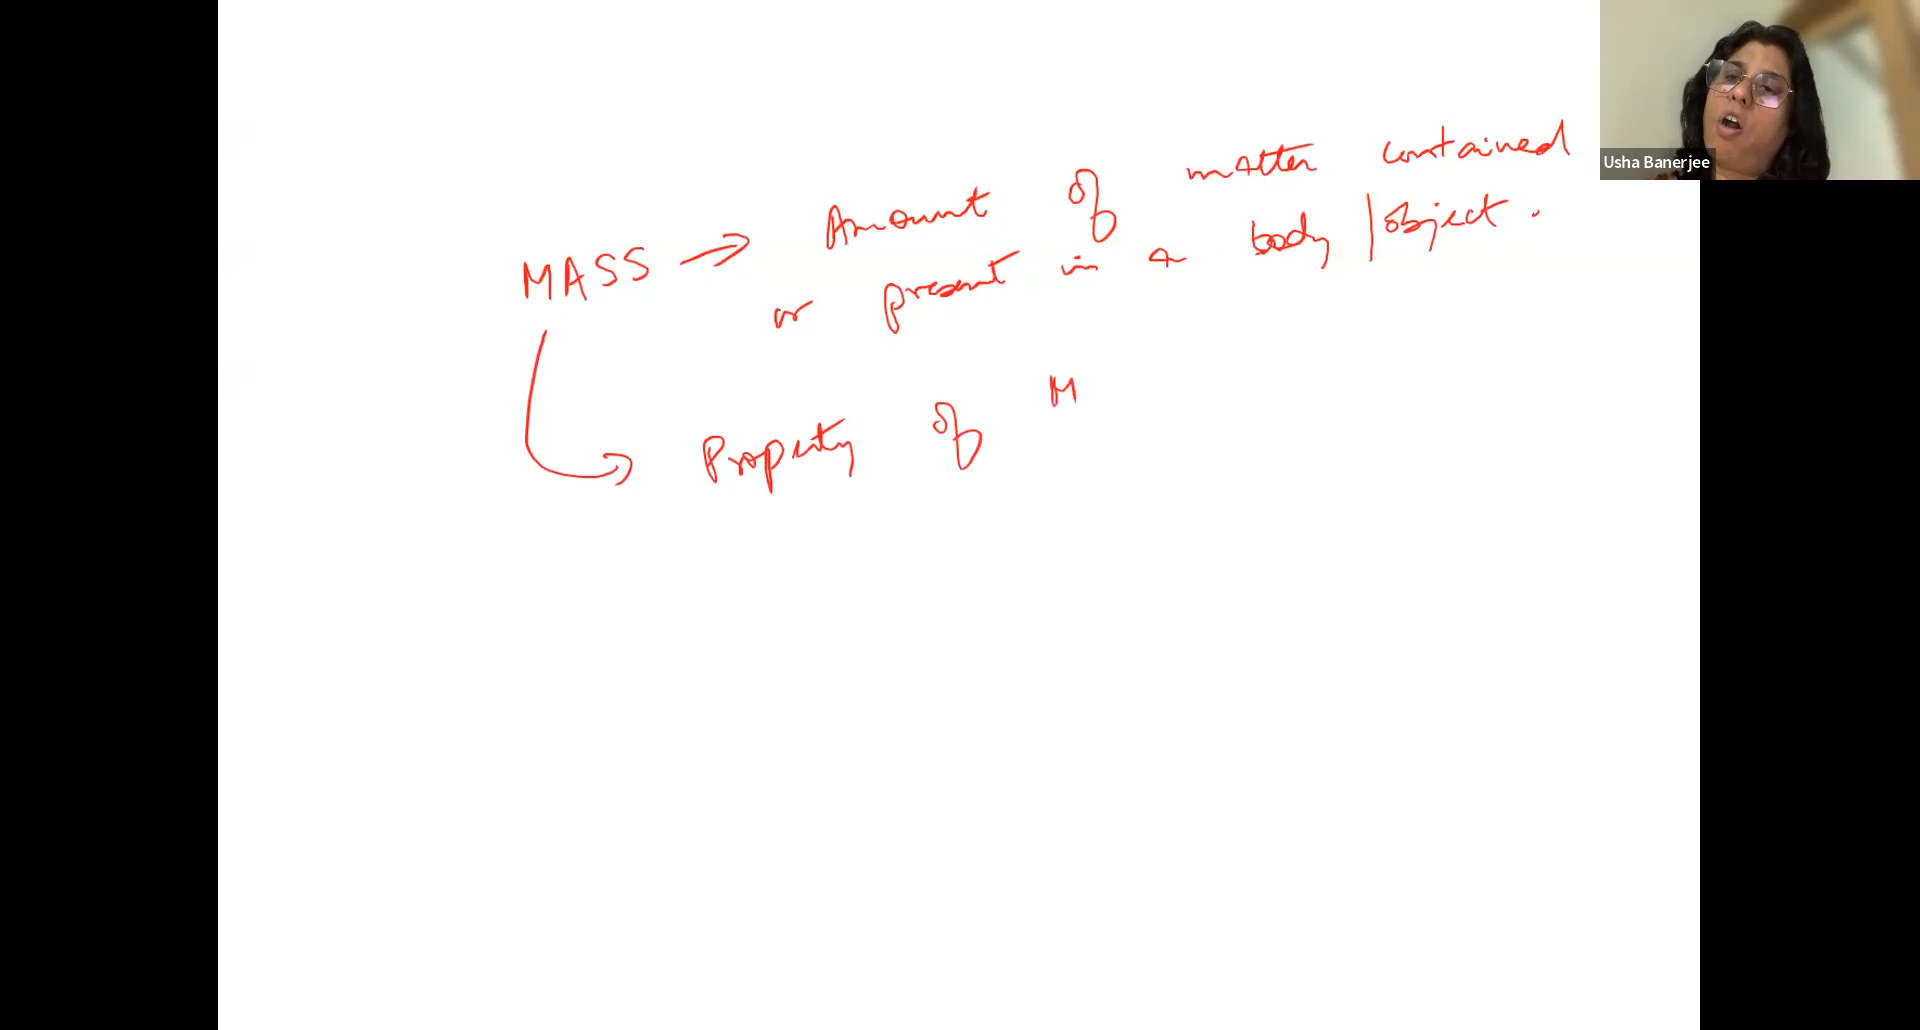 MASS → Amount of matter contained
or present in a body / object.
Property of M
Usha Banerjee